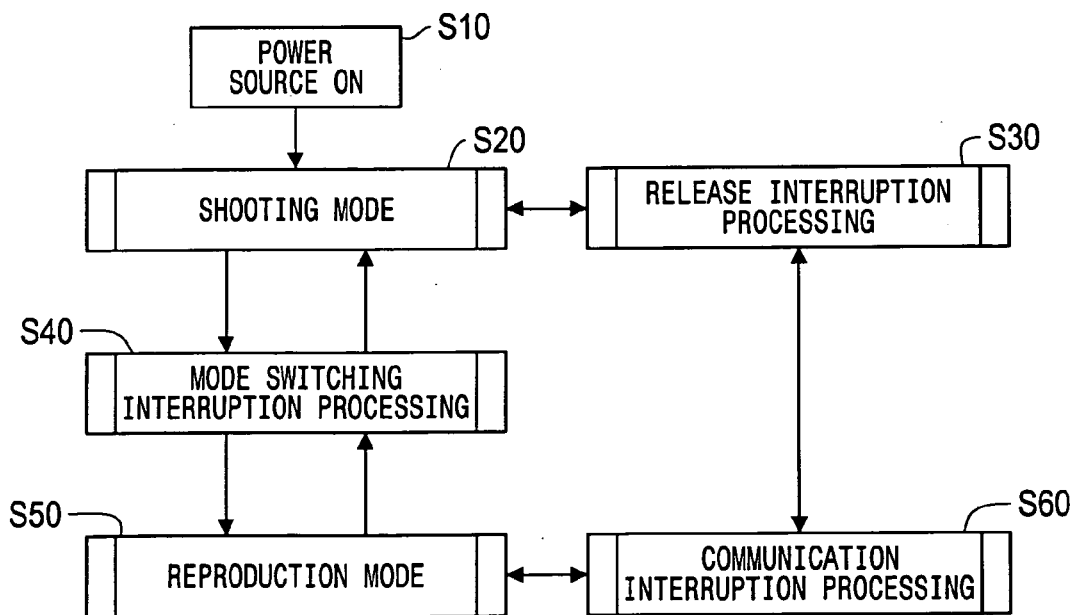 S10
POWER
SOURCE ON
S20
SHOOTING MODE
S30
RELEASE INTERRUPTION
PROCESSING
S40
MODE SWITCHING
INTERRUPTION PROCESSING
S50
REPRODUCTION MODE
S60
COMMUNICATION
INTERRUPTION PROCESSING